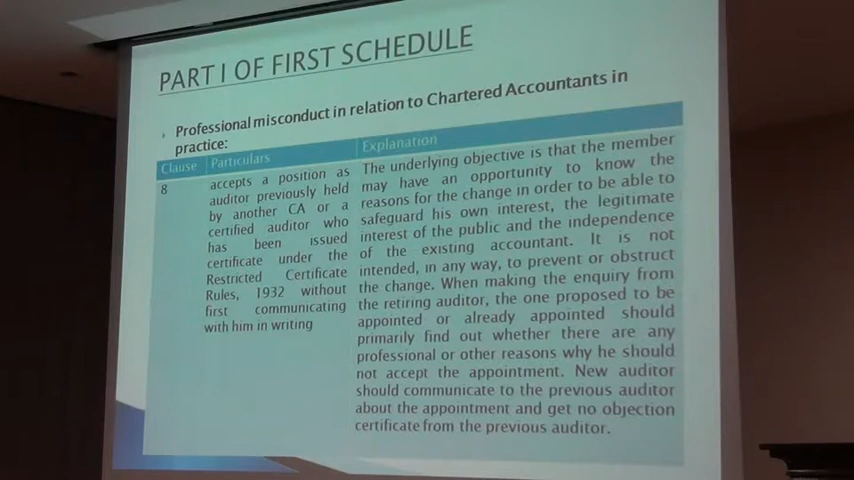 PART I OF FIRST SCHEDULE
Professional misconduct in relation to Chartered Accountants in
practice:
Clause Particulars Explanation
8
accepts a position as
auditor previously held
by another CA or a
certified auditor who
has been issued
certificate under the
Restricted Certificate
Rules, 1932 without
first communicating
with him in writing
The underlying objective is that the member
may have an opportunity to know the
reasons for the change in order to be able to
safeguard his own interest, the legitimate
interest of the public and the independence
of the existing accountant. It is not
intended, in any way, to prevent or obstruct
the change. When making the enquiry from
the retiring auditor, the one proposed to be
appointed or already appointed should
primarily find out whether there are any
professional or other reasons why he should
not accept the appointment. New auditor
should communicate to the previous auditor
about the appointment and get no objection
certificate from the previous auditor.